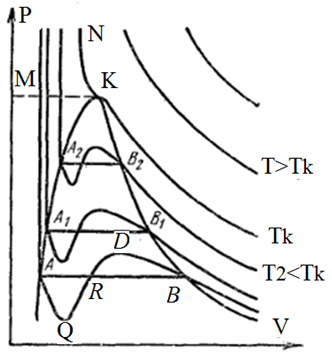 P
N
M K
A₂ B₂
T>Tk
A₁ B₁
D
Tk
A R B
T2<Tk
Q V